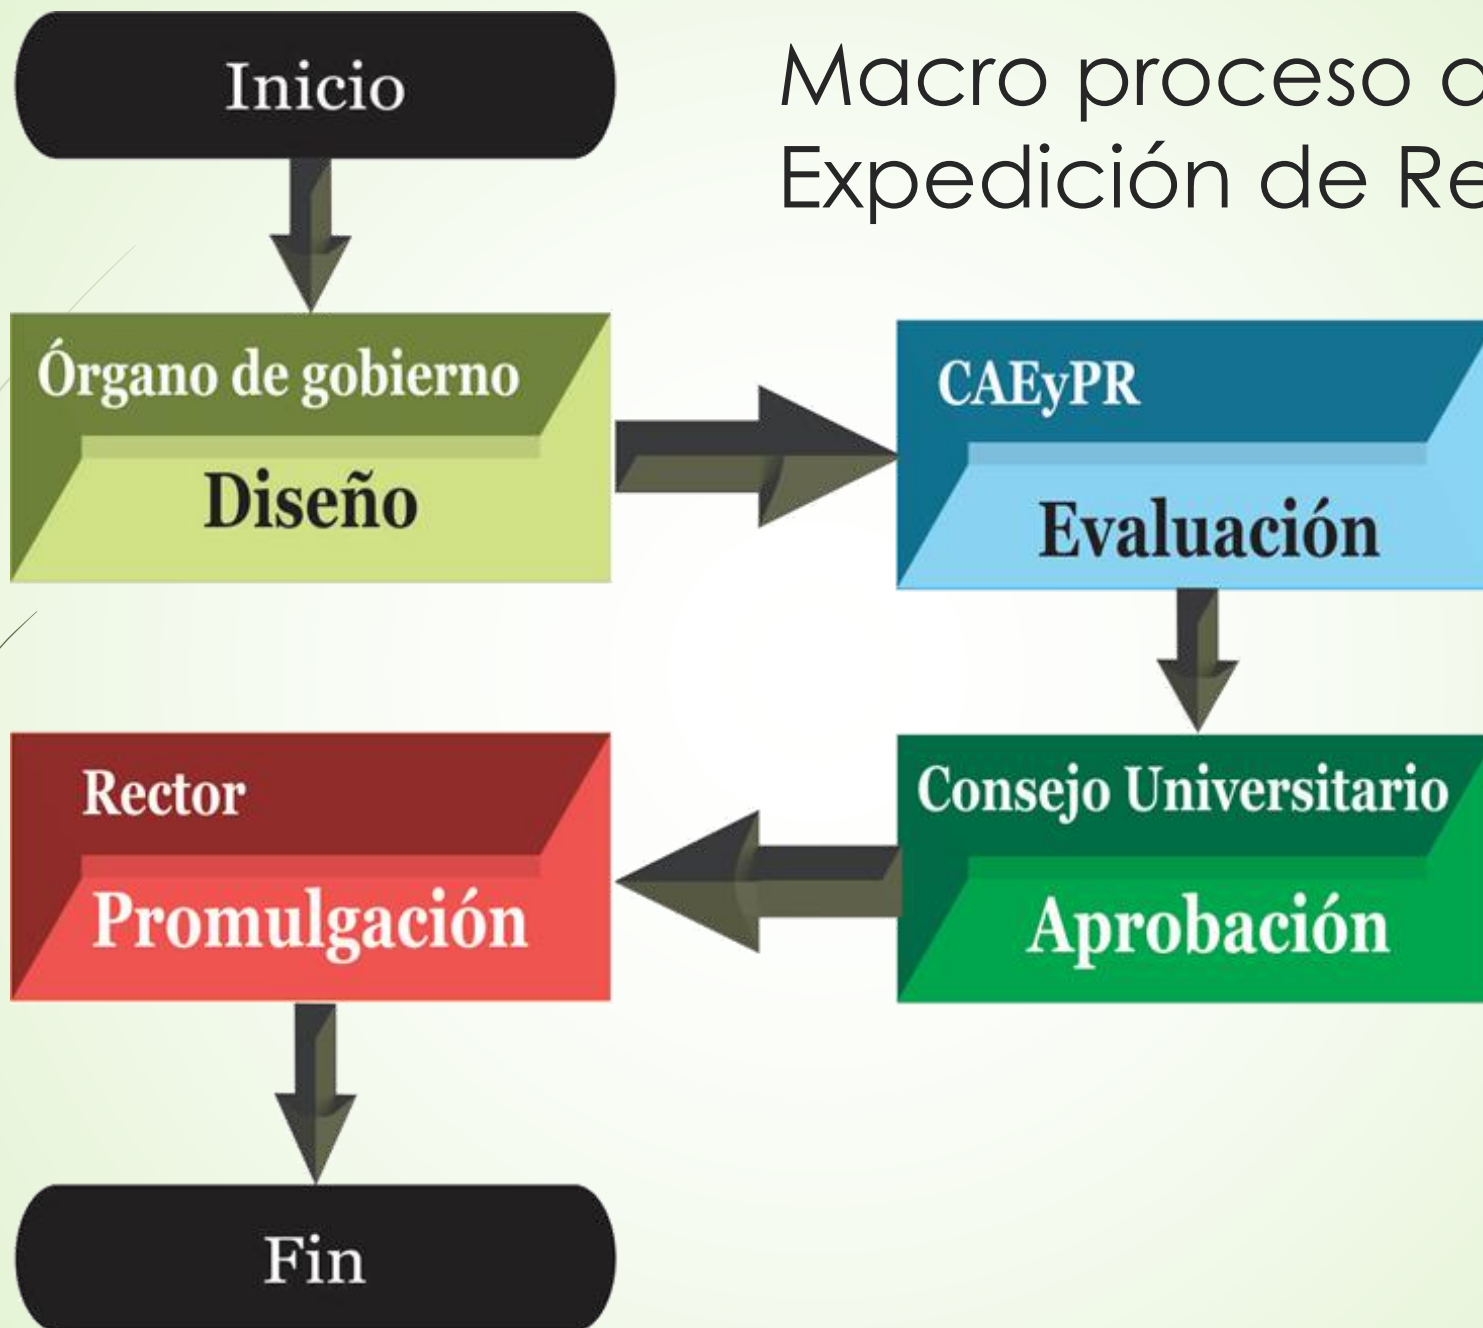 Inicio
Macro proceso
Expedición de
Órgano de gobierno
Diseño
CAEyPR
Evaluación
Consejo Universitario
Aprobación
Rector
Promulgación
Fin